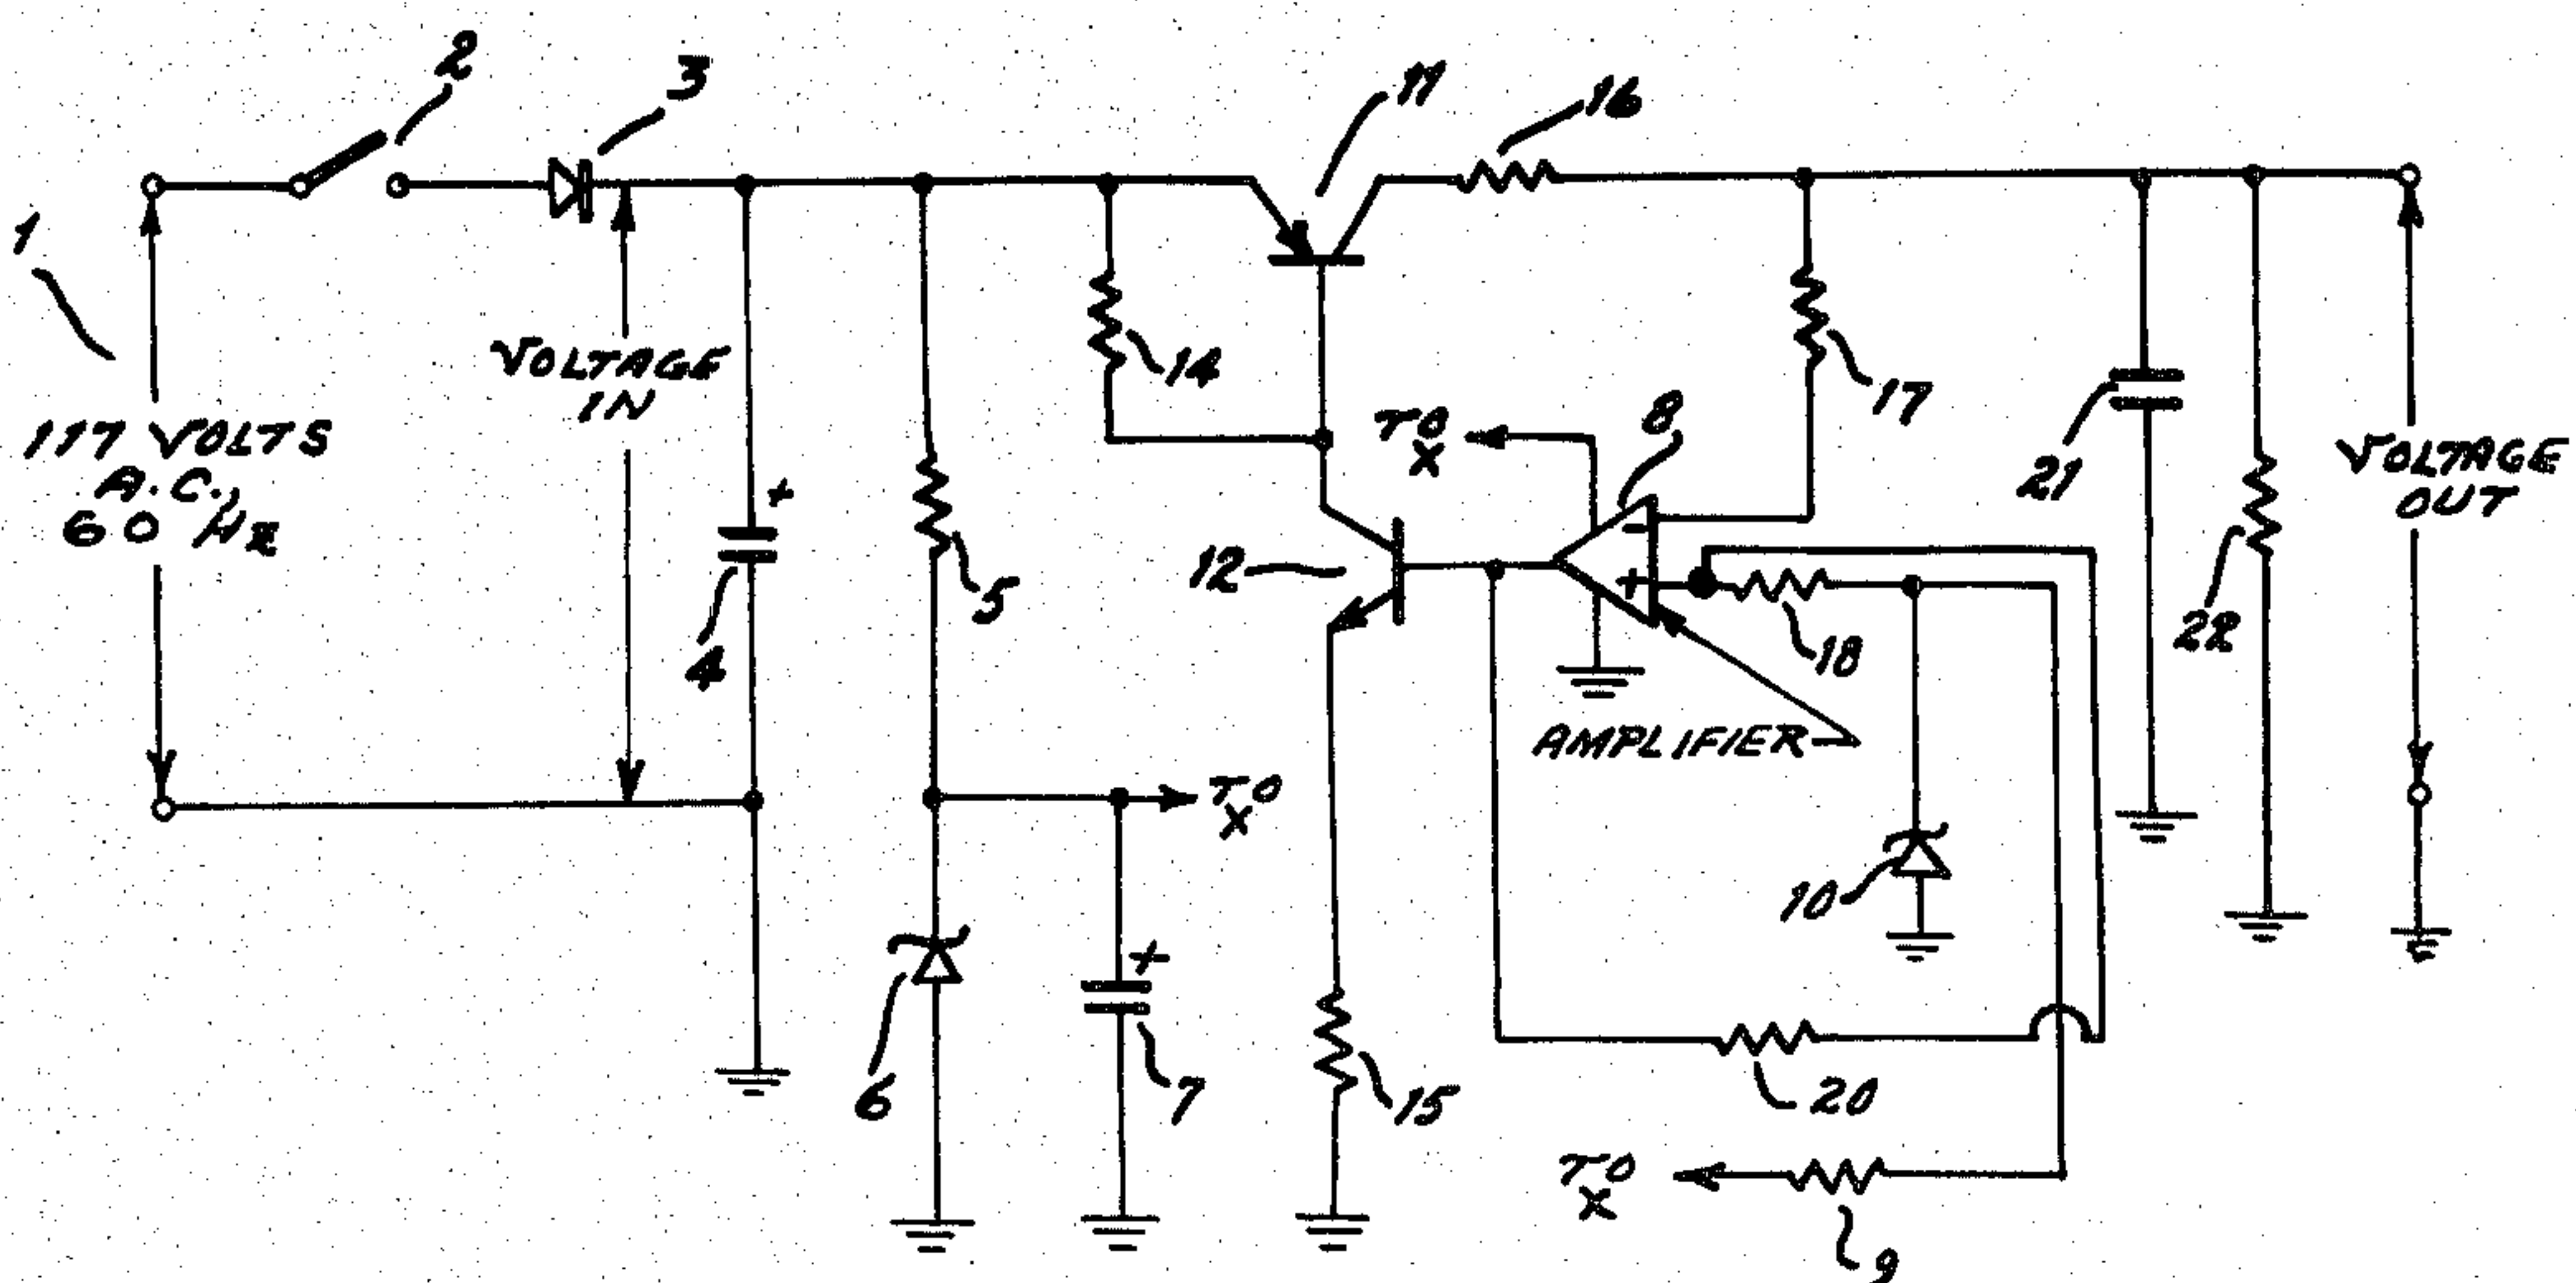 1
2
3
117 VOLTS
A.C.,
60 Hz
VOLTAGE
IN
+
4
5
6
+
7
TO
X
14
11
16
12
15
TO
X
8
-
+
AMPLIFIER
17
18
10
20
TO
X
9
21
22
VOLTAGE
OUT